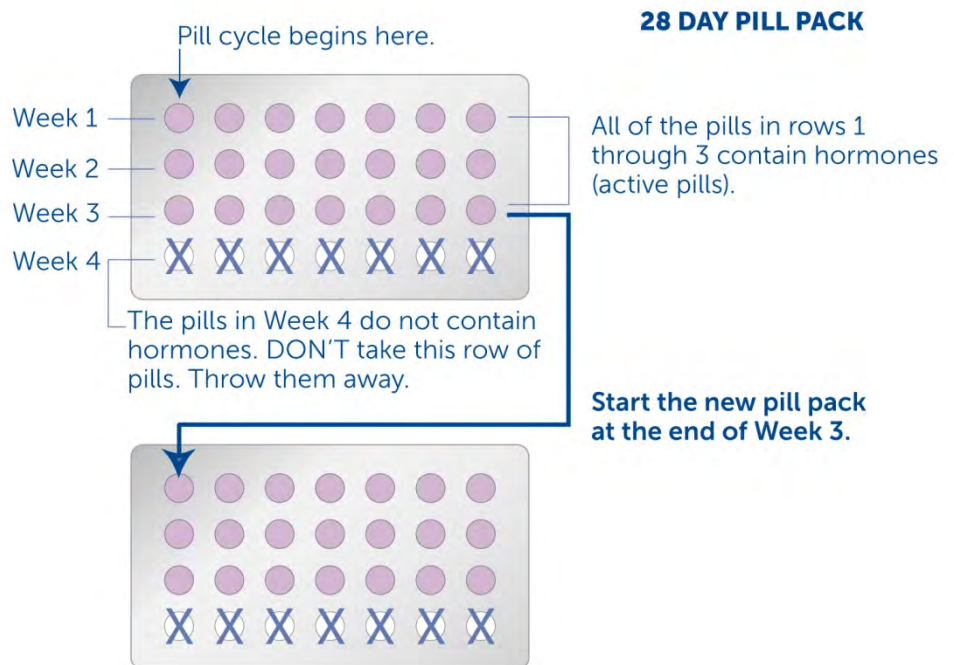 28 DAY PILL PACK
Pill cycle begins here.
Week 1
Week 2
Week 3
Week 4
All of the pills in rows 1
through 3 contain hormones
(active pills).
X X X X X X X
The pills in Week 4 do not contain
hormones. DON'T take this row of
pills. Throw them away.
Start the new pill pack
at the end of Week 3.
X X X X X X X